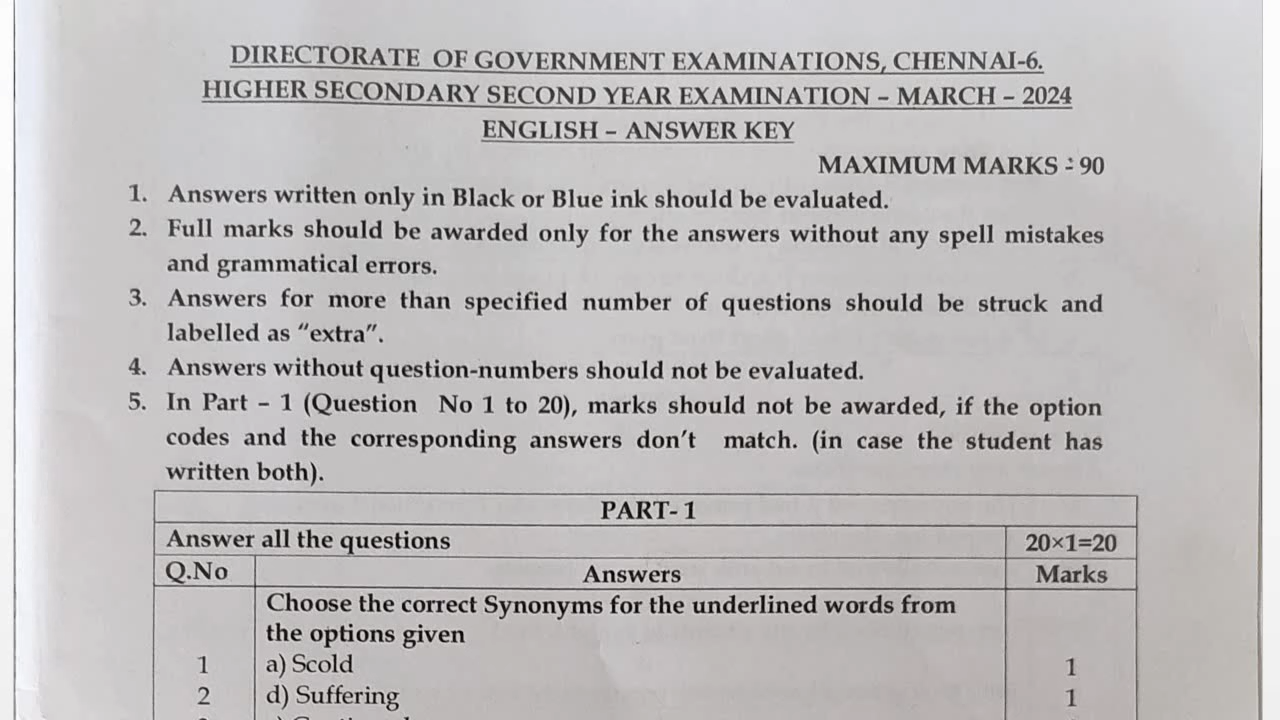 DIRECTORATE OF GOVERNMENT EXAMINATIONS, CHENNAI-6.
HIGHER SECONDARY SECOND YEAR EXAMINATION – MARCH – 2024
ENGLISH – ANSWER KEY
MAXIMUM MARKS : 90
1. Answers written only in Black or Blue ink should be evaluated.
2. Full marks should be awarded only for the answers without any spell mistakes
and grammatical errors.
3. Answers for more than specified number of questions should be struck and
labelled as “extra”.
4. Answers without question-numbers should not be evaluated.
5. In Part – 1 (Question No 1 to 20), marks should not be awarded, if the option
codes and the corresponding answers don’t match. (in case the student has
written both).
PART- 1
Answer all the questions 20×1=20
Q.No Answers Marks
Choose the correct Synonyms for the underlined words from
the options given
1 a) Scold 1
2 d) Suffering 1